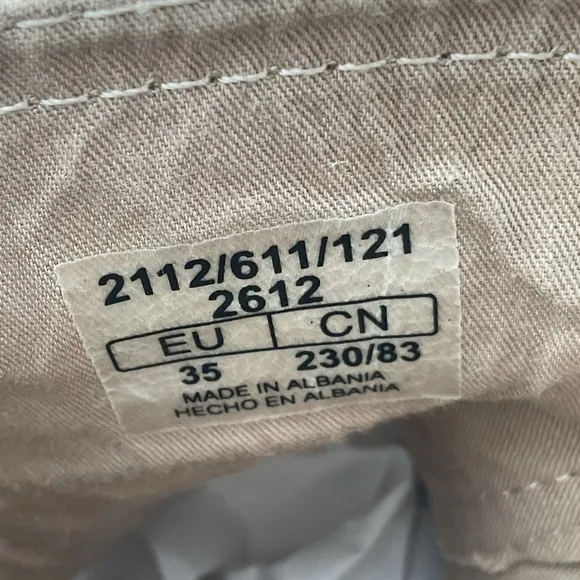 2112/611/121
2612
EU CN
35 230/83
MADE IN ALBANIA
HECHO EN ALBANIA